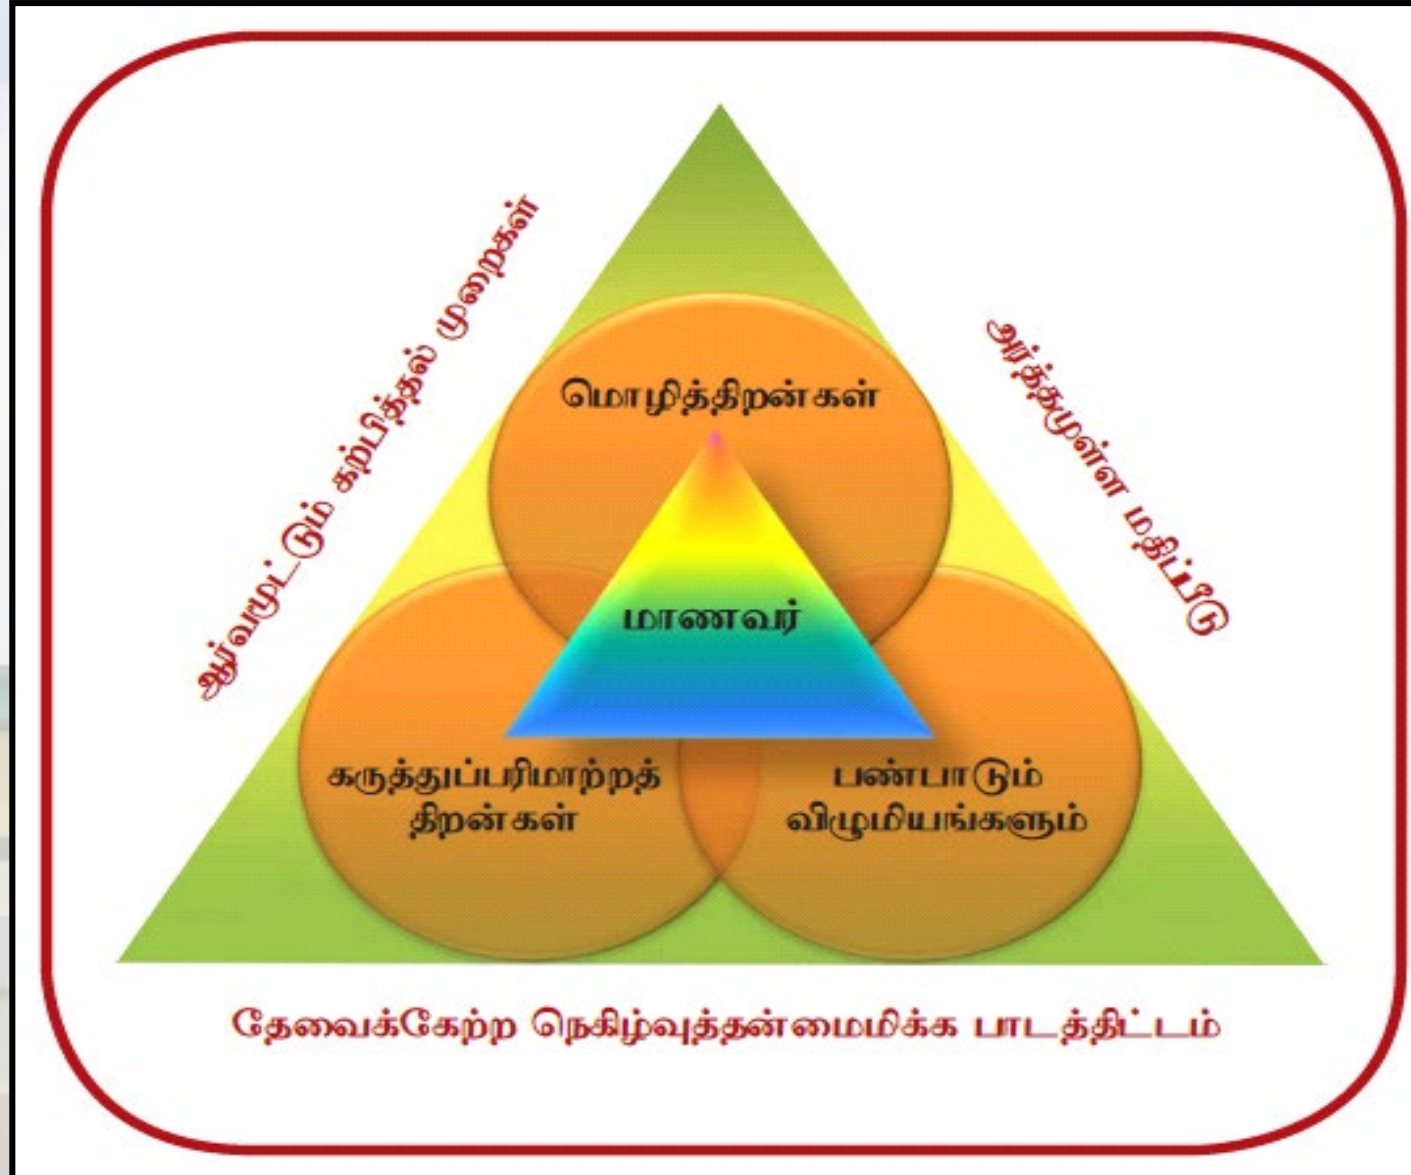 ஆர்வமூட்டும் கற்பித்தல் முறைகள்
அர்த்தமுள்ள மதிப்பீடு
மொழித்திறன்கள்
மாணவர்
கருத்துப்பரிமாற்றத்
திறன்கள்
பண்பாடும்
விழுமியங்களும்
தேவைக்கேற்ற நெகிழ்வுத்தன்மைமிக்க பாடத்திட்டம்